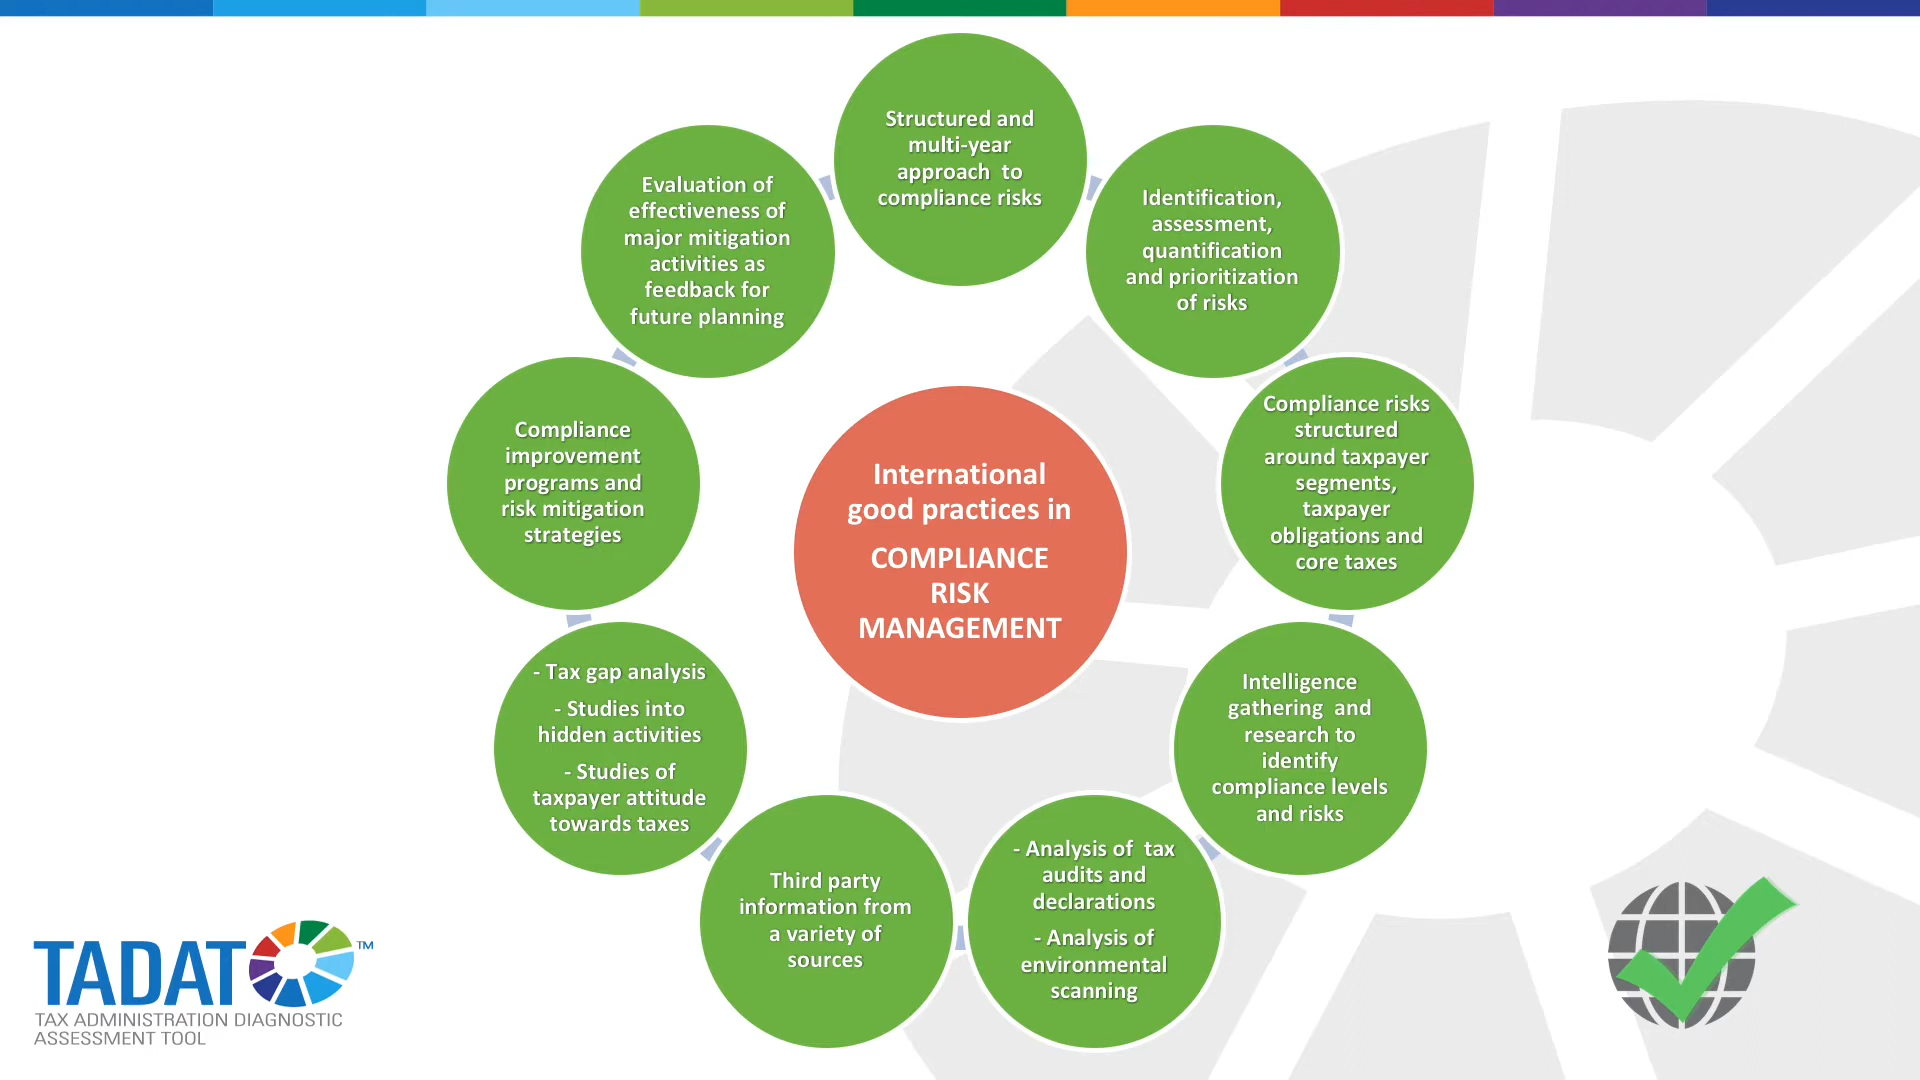 Structured and
multi-year
approach to
compliance risks
Identification,
assessment,
quantification
and prioritization
of risks
Compliance risks
structured
around taxpayer
segments,
taxpayer
obligations and
core taxes
Intelligence
gathering and
research to
identify
compliance levels
and risks
- Analysis of tax
audits and
declarations
- Analysis of
environmental
scanning
Third party
information from
a variety of
sources
- Tax gap analysis
- Studies into
hidden activities
- Studies of
taxpayer attitude
towards taxes
Compliance
improvement
programs and
risk mitigation
strategies
Evaluation of
effectiveness of
major mitigation
activities as
feedback for
future planning
International
good practices in
COMPLIANCE
RISK
MANAGEMENT
TADAT TM
TAX ADMINISTRATION DIAGNOSTIC
ASSESSMENT TOOL